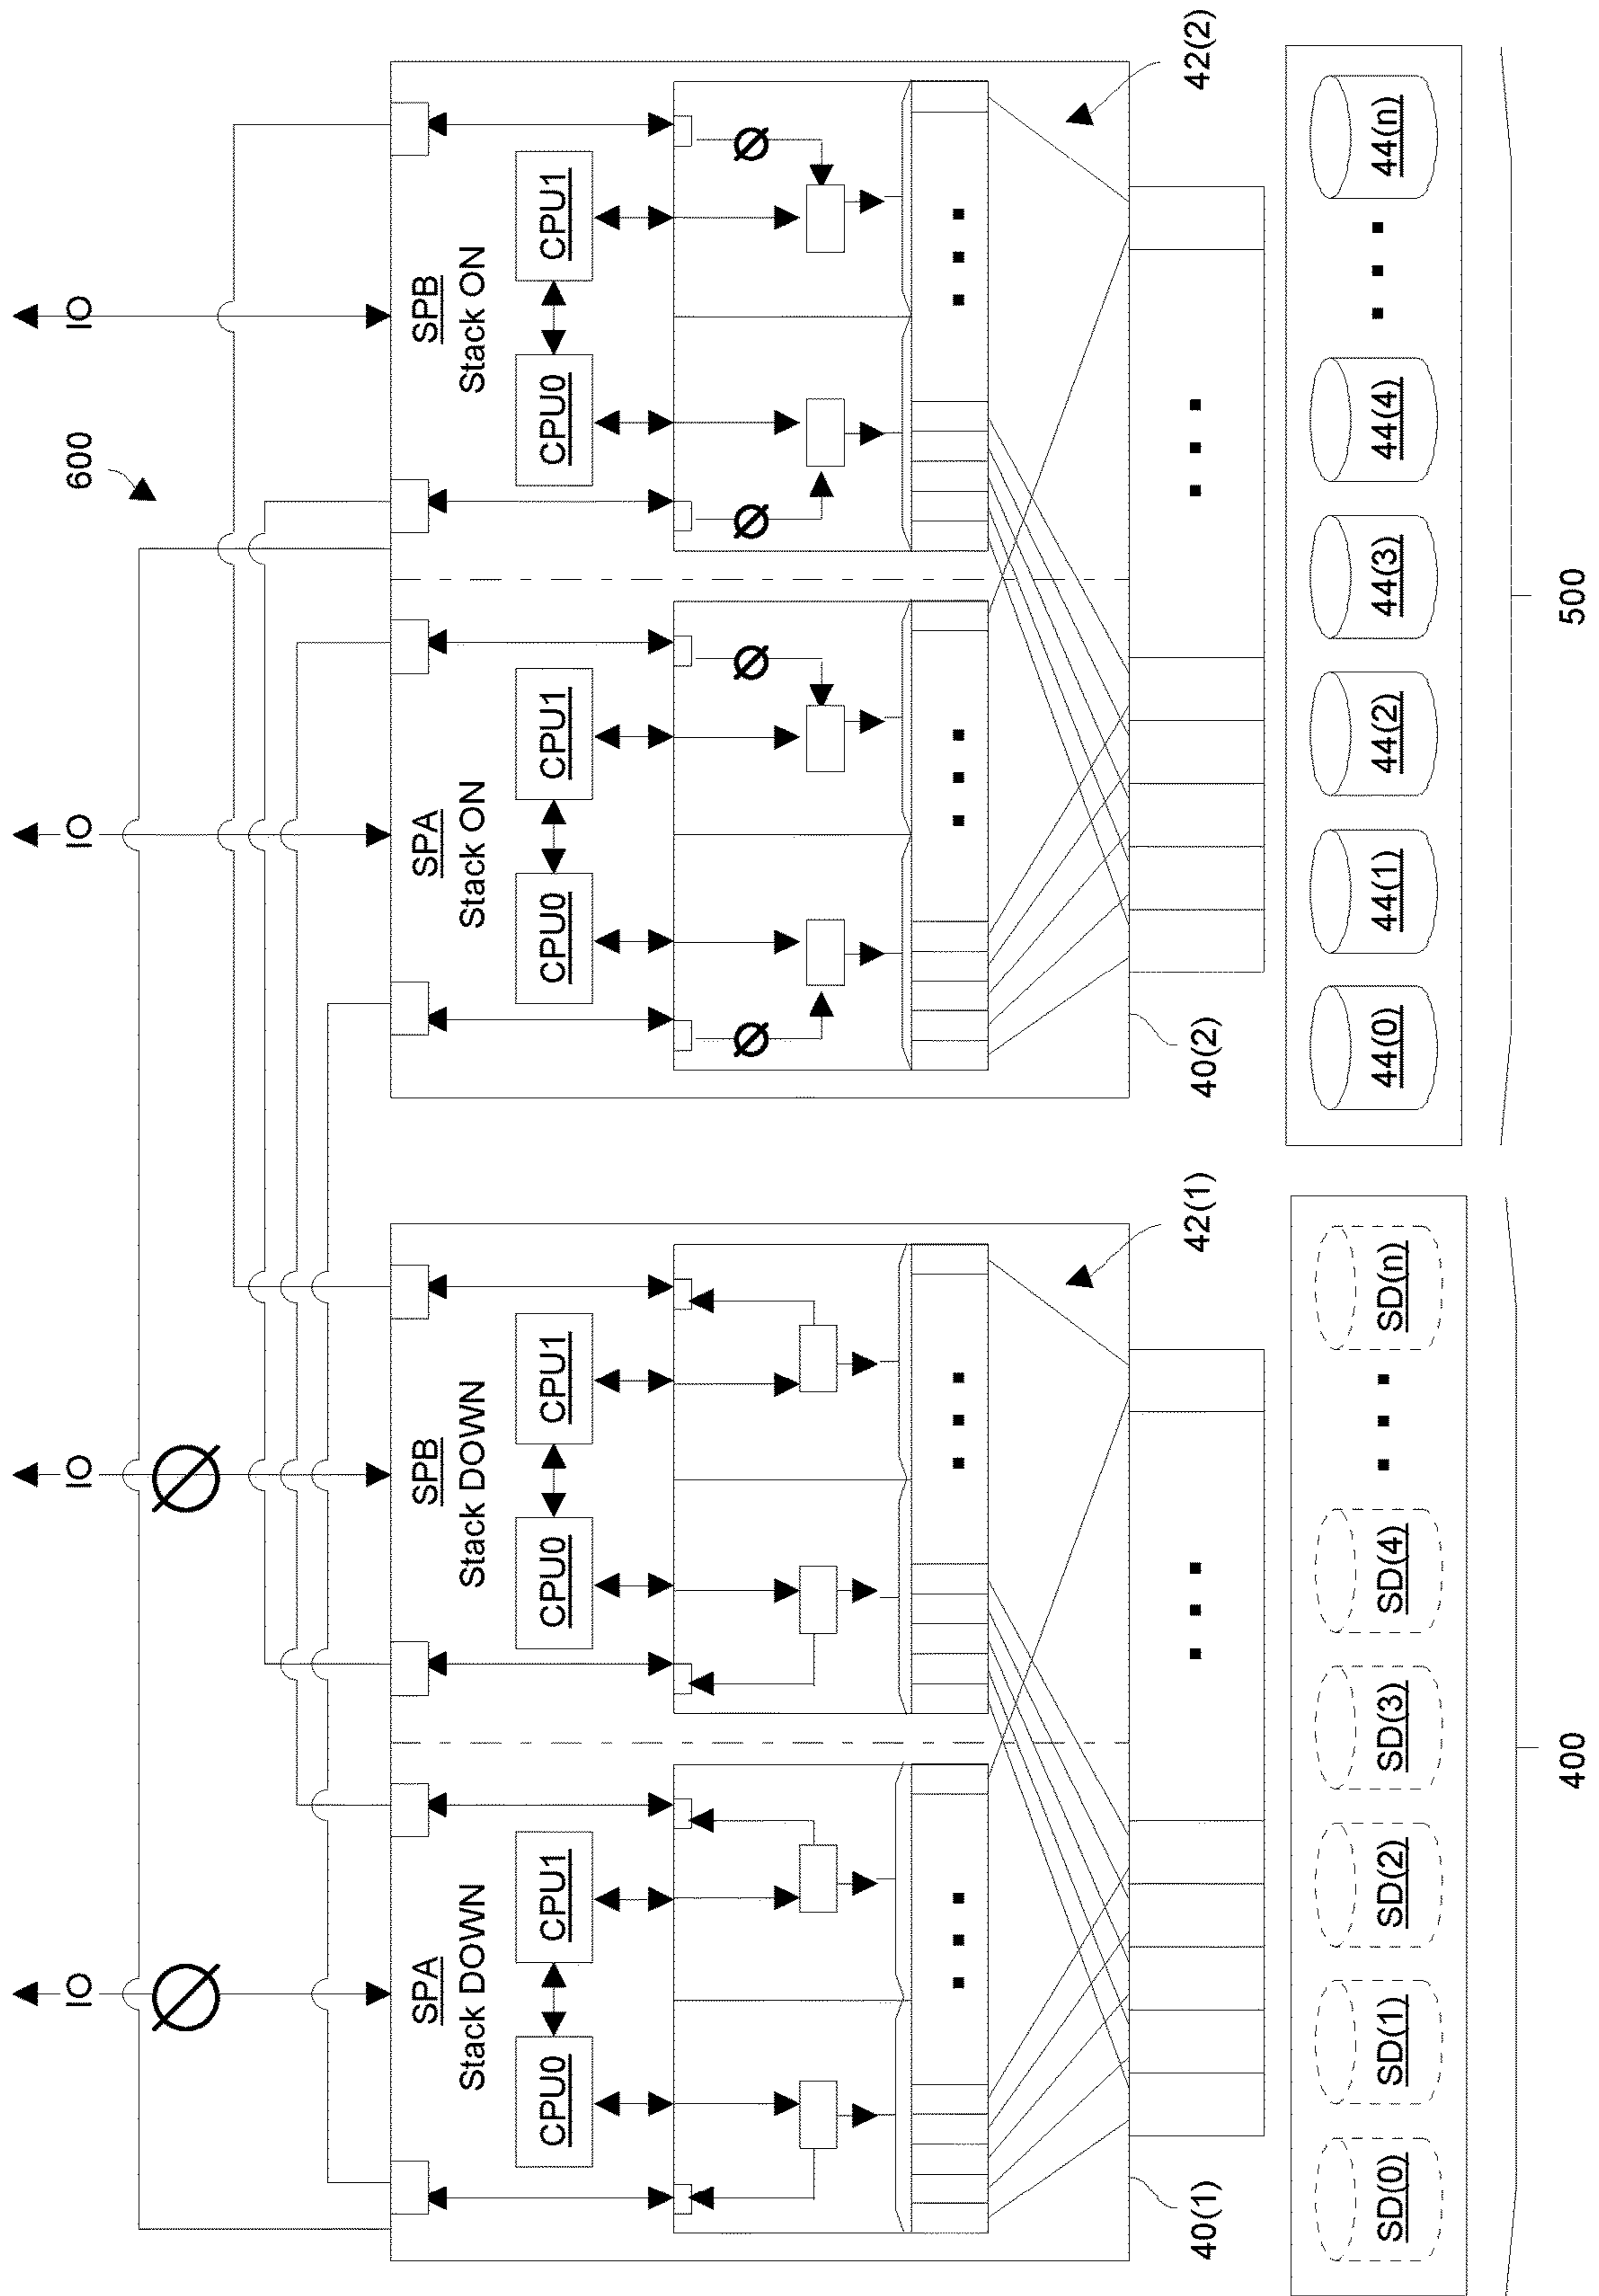 600
IO IO IO IO
SPA SPB SPA SPB
Stack DOWN Stack DOWN Stack ON Stack ON
CPU0 CPU1 CPU0 CPU1 CPU0 CPU1 CPU0 CPU1
40(1) 42(1) 40(2) 42(2)
SD(0) SD(1) SD(2) SD(3) SD(4) SD(n) 44(0) 44(1) 44(2) 44(3) 44(4) 44(n)
400 500